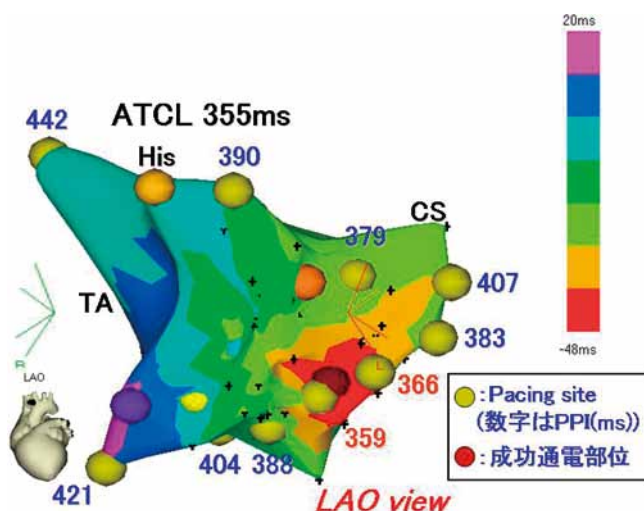 20ms
442
ATCL 355ms
His
390
CS
379
TA
407
383
-48ms
LAO
366
:Pacing site
(数字はPPI(ms))
:成功通電部位
359
404
388
421
LAO view